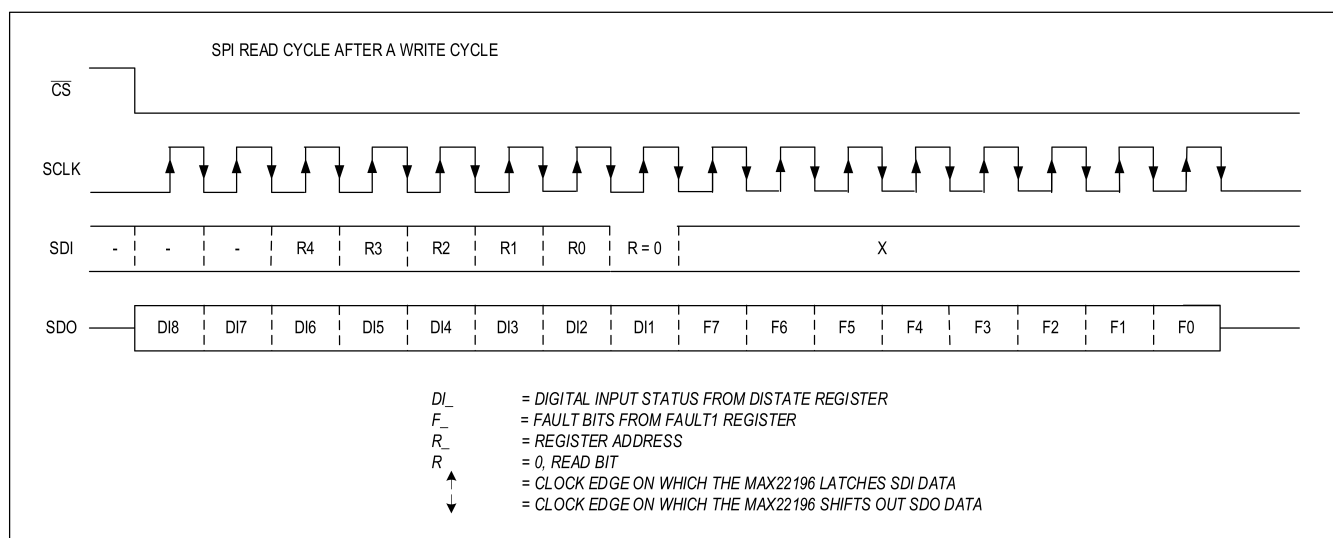 SPI READ CYCLE AFTER A WRITE CYCLE
CS
SCLK
SDI - - - R4 R3 R2 R1 R0 R = 0 X
SDO DI8 DI7 DI6 DI5 DI4 DI3 DI2 DI1 F7 F6 F5 F4 F3 F2 F1 F0
DI_ = DIGITAL INPUT STATUS FROM DISTATE REGISTER
F_ = FAULT BITS FROM FAULT1 REGISTER
R_ = REGISTER ADDRESS
R = 0, READ BIT
= CLOCK EDGE ON WHICH THE MAX22196 LATCHES SDI DATA
= CLOCK EDGE ON WHICH THE MAX22196 SHIFTS OUT SDO DATA